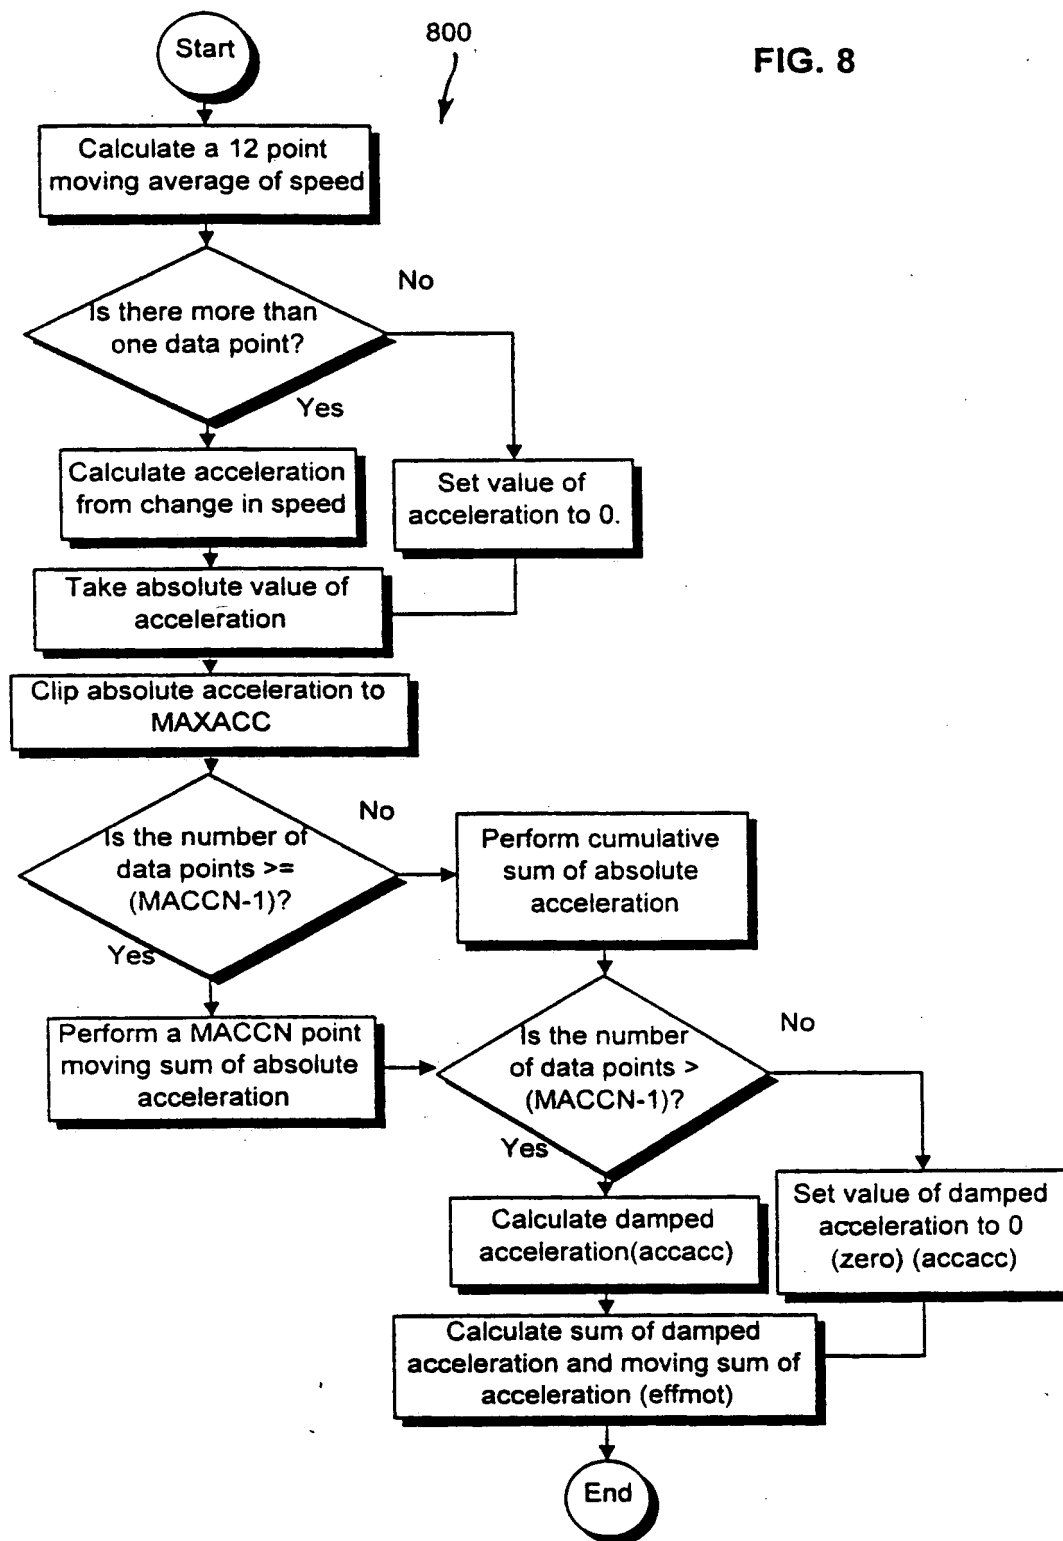 Start
800
FIG. 8
Calculate a 12 point
moving average of speed
No
Is there more than
one data point?
Yes
Calculate acceleration
from change in speed
Set value of
acceleration to 0.
Take absolute value of
acceleration
Clip absolute acceleration to
MAXACC
No
Is the number of
data points >=
(MACCN-1)?
Yes
Perform cumulative
sum of absolute
acceleration
Perform a MACCN point
moving sum of absolute
acceleration
No
Is the number
of data points >
(MACCN-1)?
Yes
Calculate damped
acceleration(accacc)
Set value of damped
acceleration to 0
(zero) (accacc)
Calculate sum of damped
acceleration and moving sum of
acceleration (effmot)
End